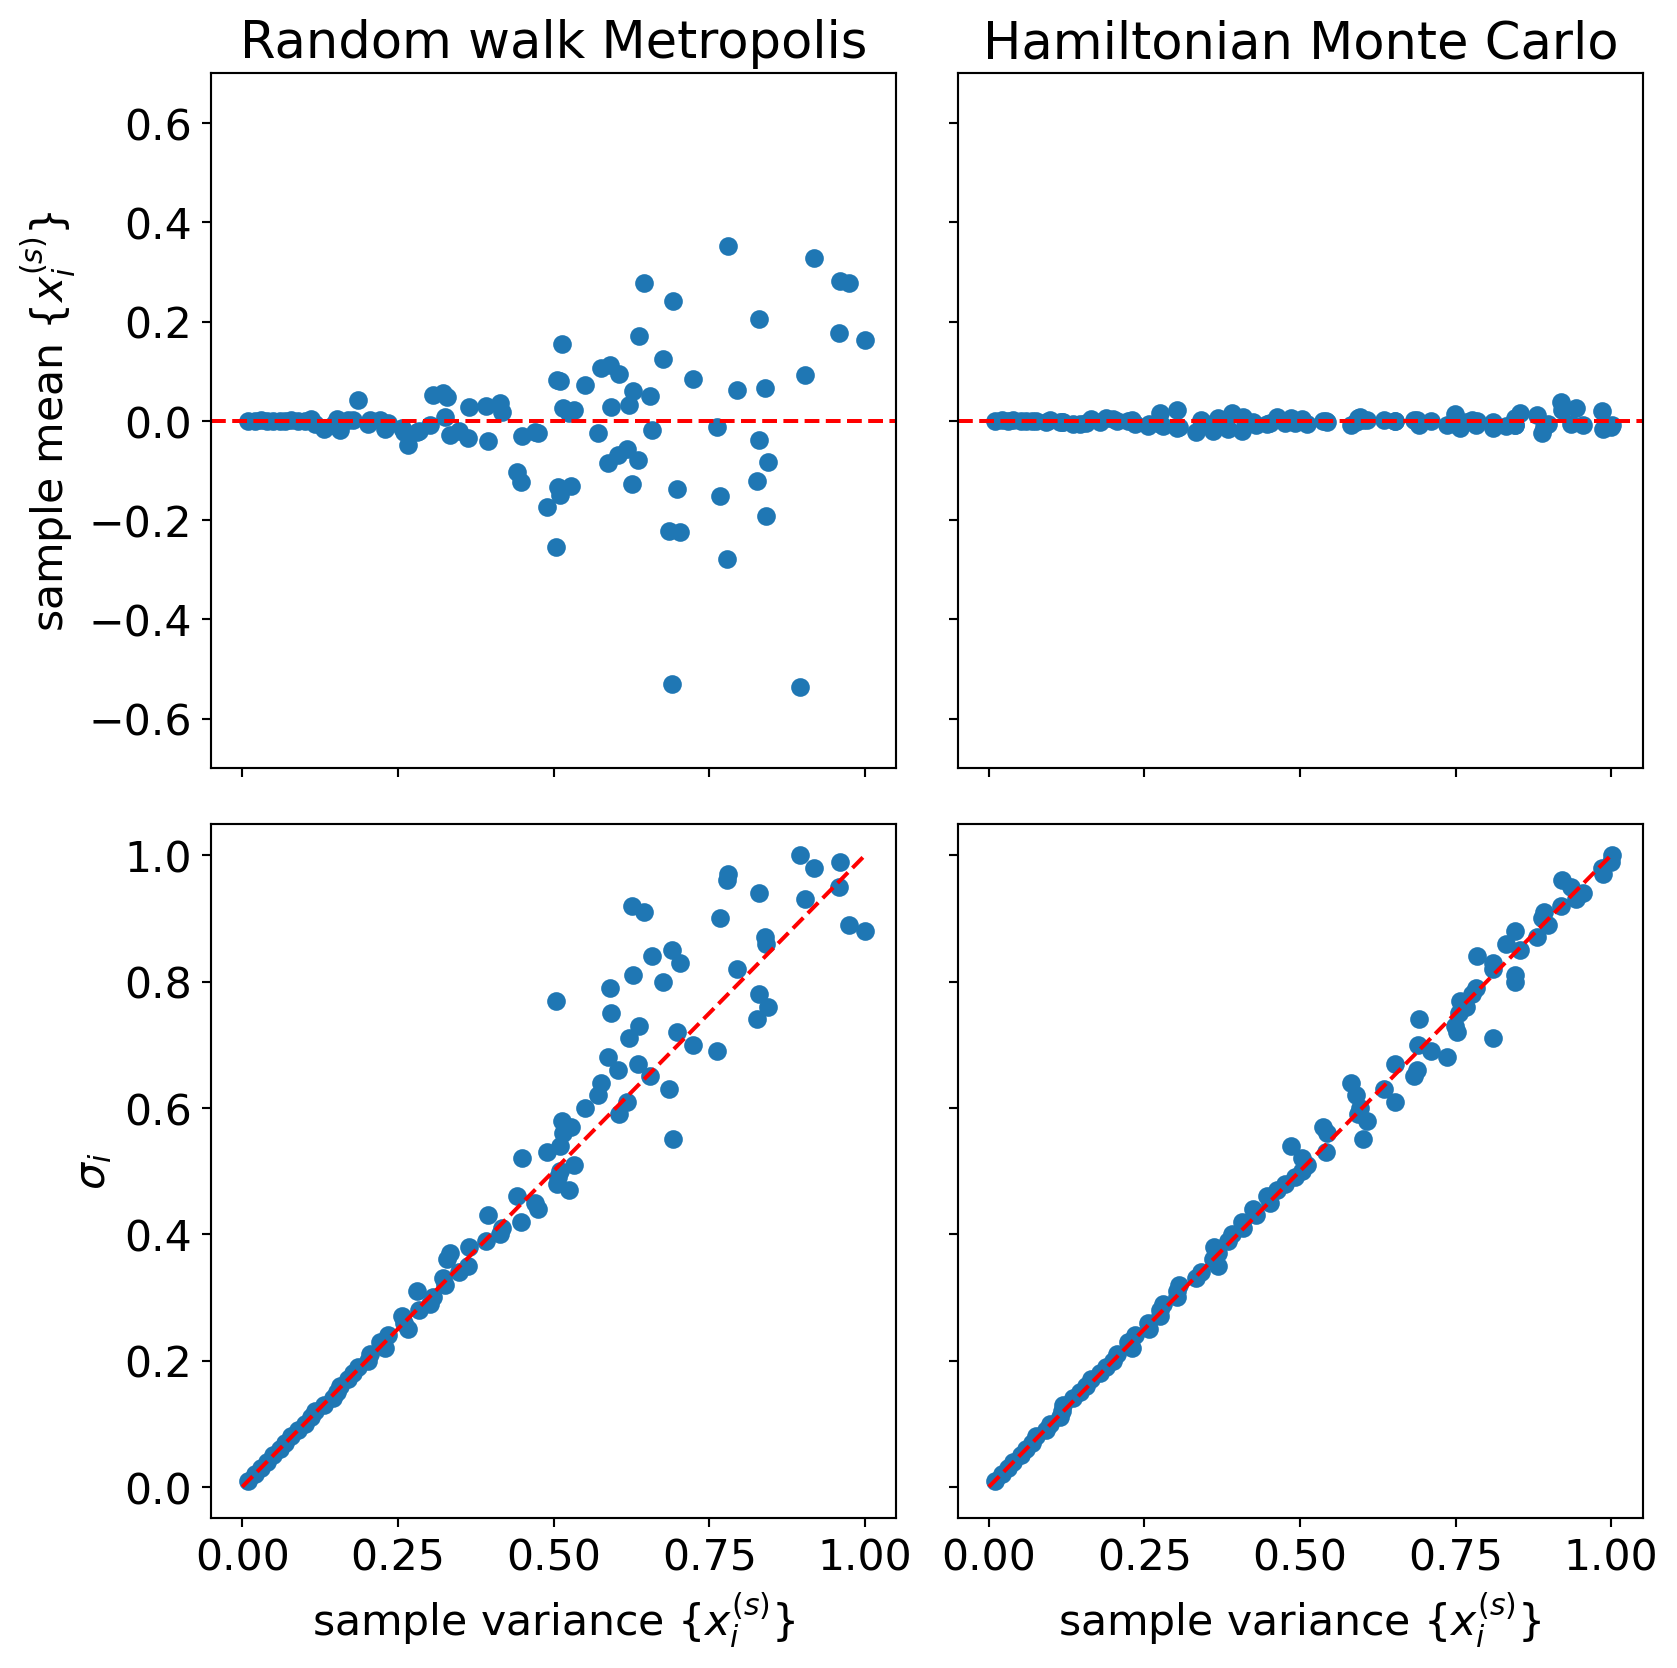 Random walk Metropolis
Hamiltonian Monte Carlo
0.6
0.4
0.2
0.0
−0.2
−0.4
−0.6
sample mean {x_i^{(s)}}
1.0
0.8
0.6
0.4
0.2
0.0
σ_i
0.00 0.25 0.50 0.75 1.00
0.00 0.25 0.50 0.75 1.00
sample variance {x_i^{(s)}}
sample variance {x_i^{(s)}}